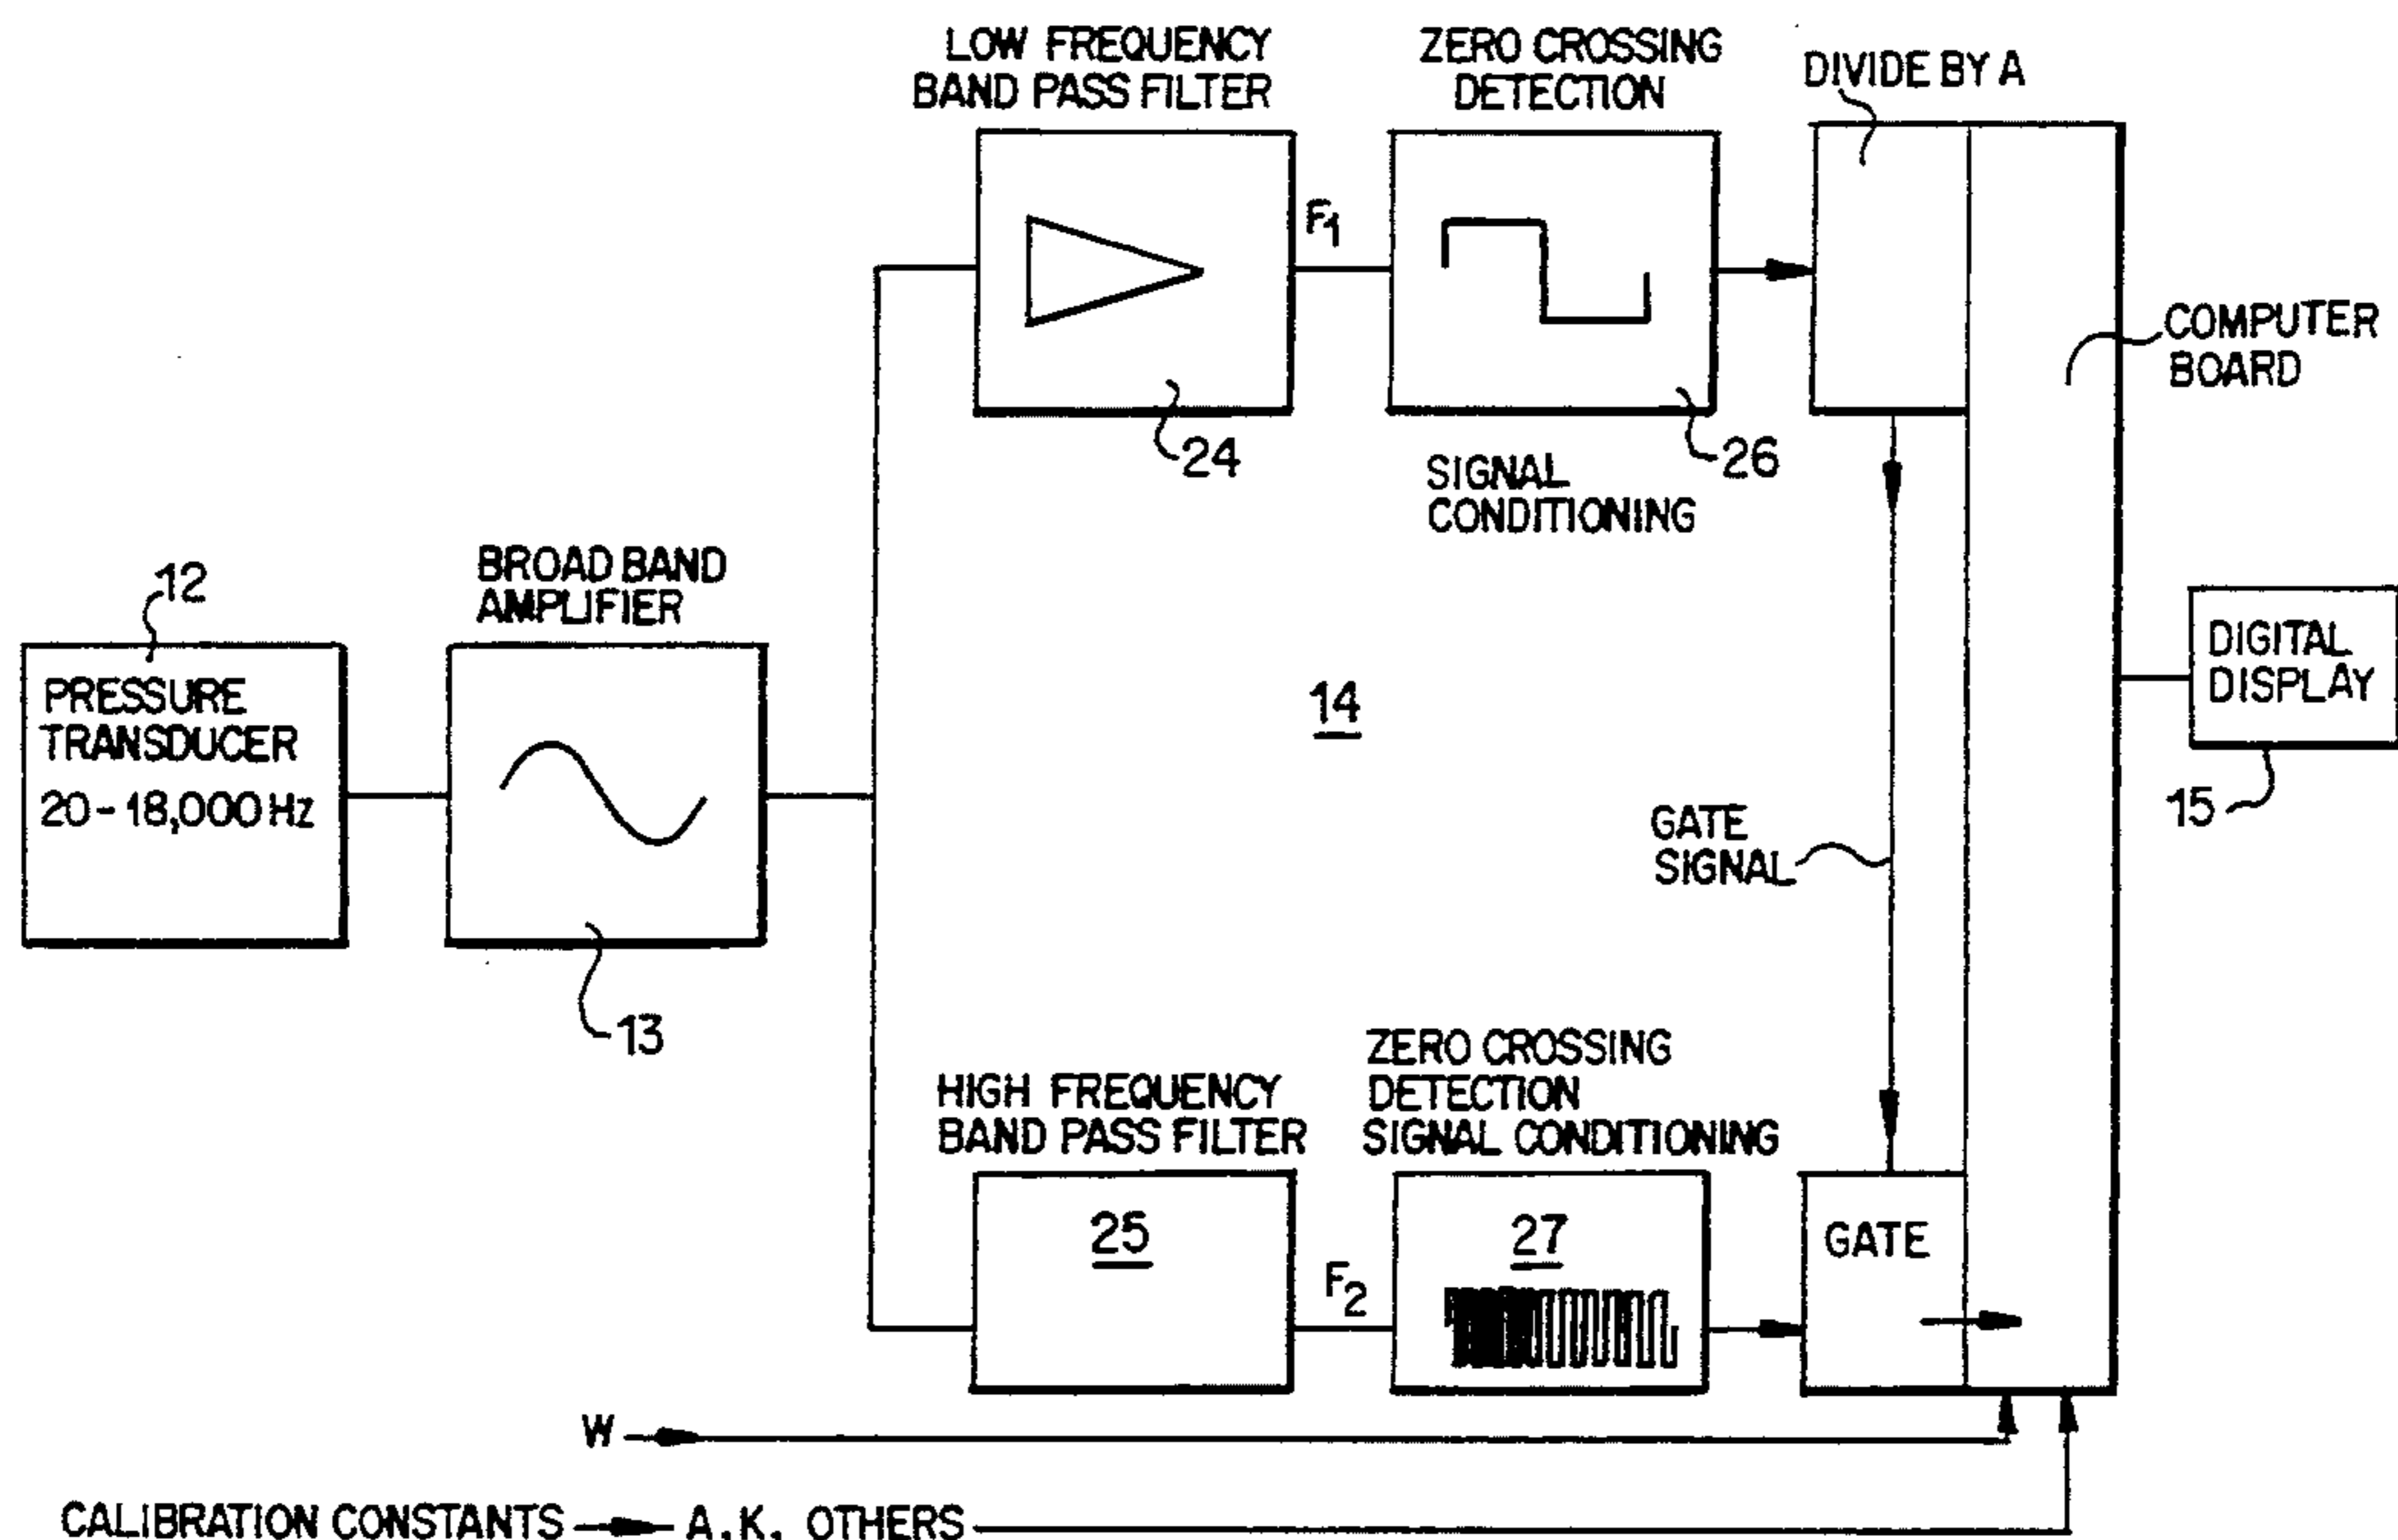 LOW FREQUENCY
BAND PASS FILTER
ZERO CROSSING
DETECTION
DIVIDE BY A
F1
24
26
SIGNAL
CONDITIONING
COMPUTER
BOARD
12
PRESSURE
TRANSDUCER
20-18,000 Hz
BROAD BAND
AMPLIFIER
13
14
GATE
SIGNAL
DIGITAL
DISPLAY
15
HIGH FREQUENCY
BAND PASS FILTER
25
F2
ZERO CROSSING
DETECTION
SIGNAL CONDITIONING
27
GATE
W
CALIBRATION CONSTANTS A, K, OTHERS